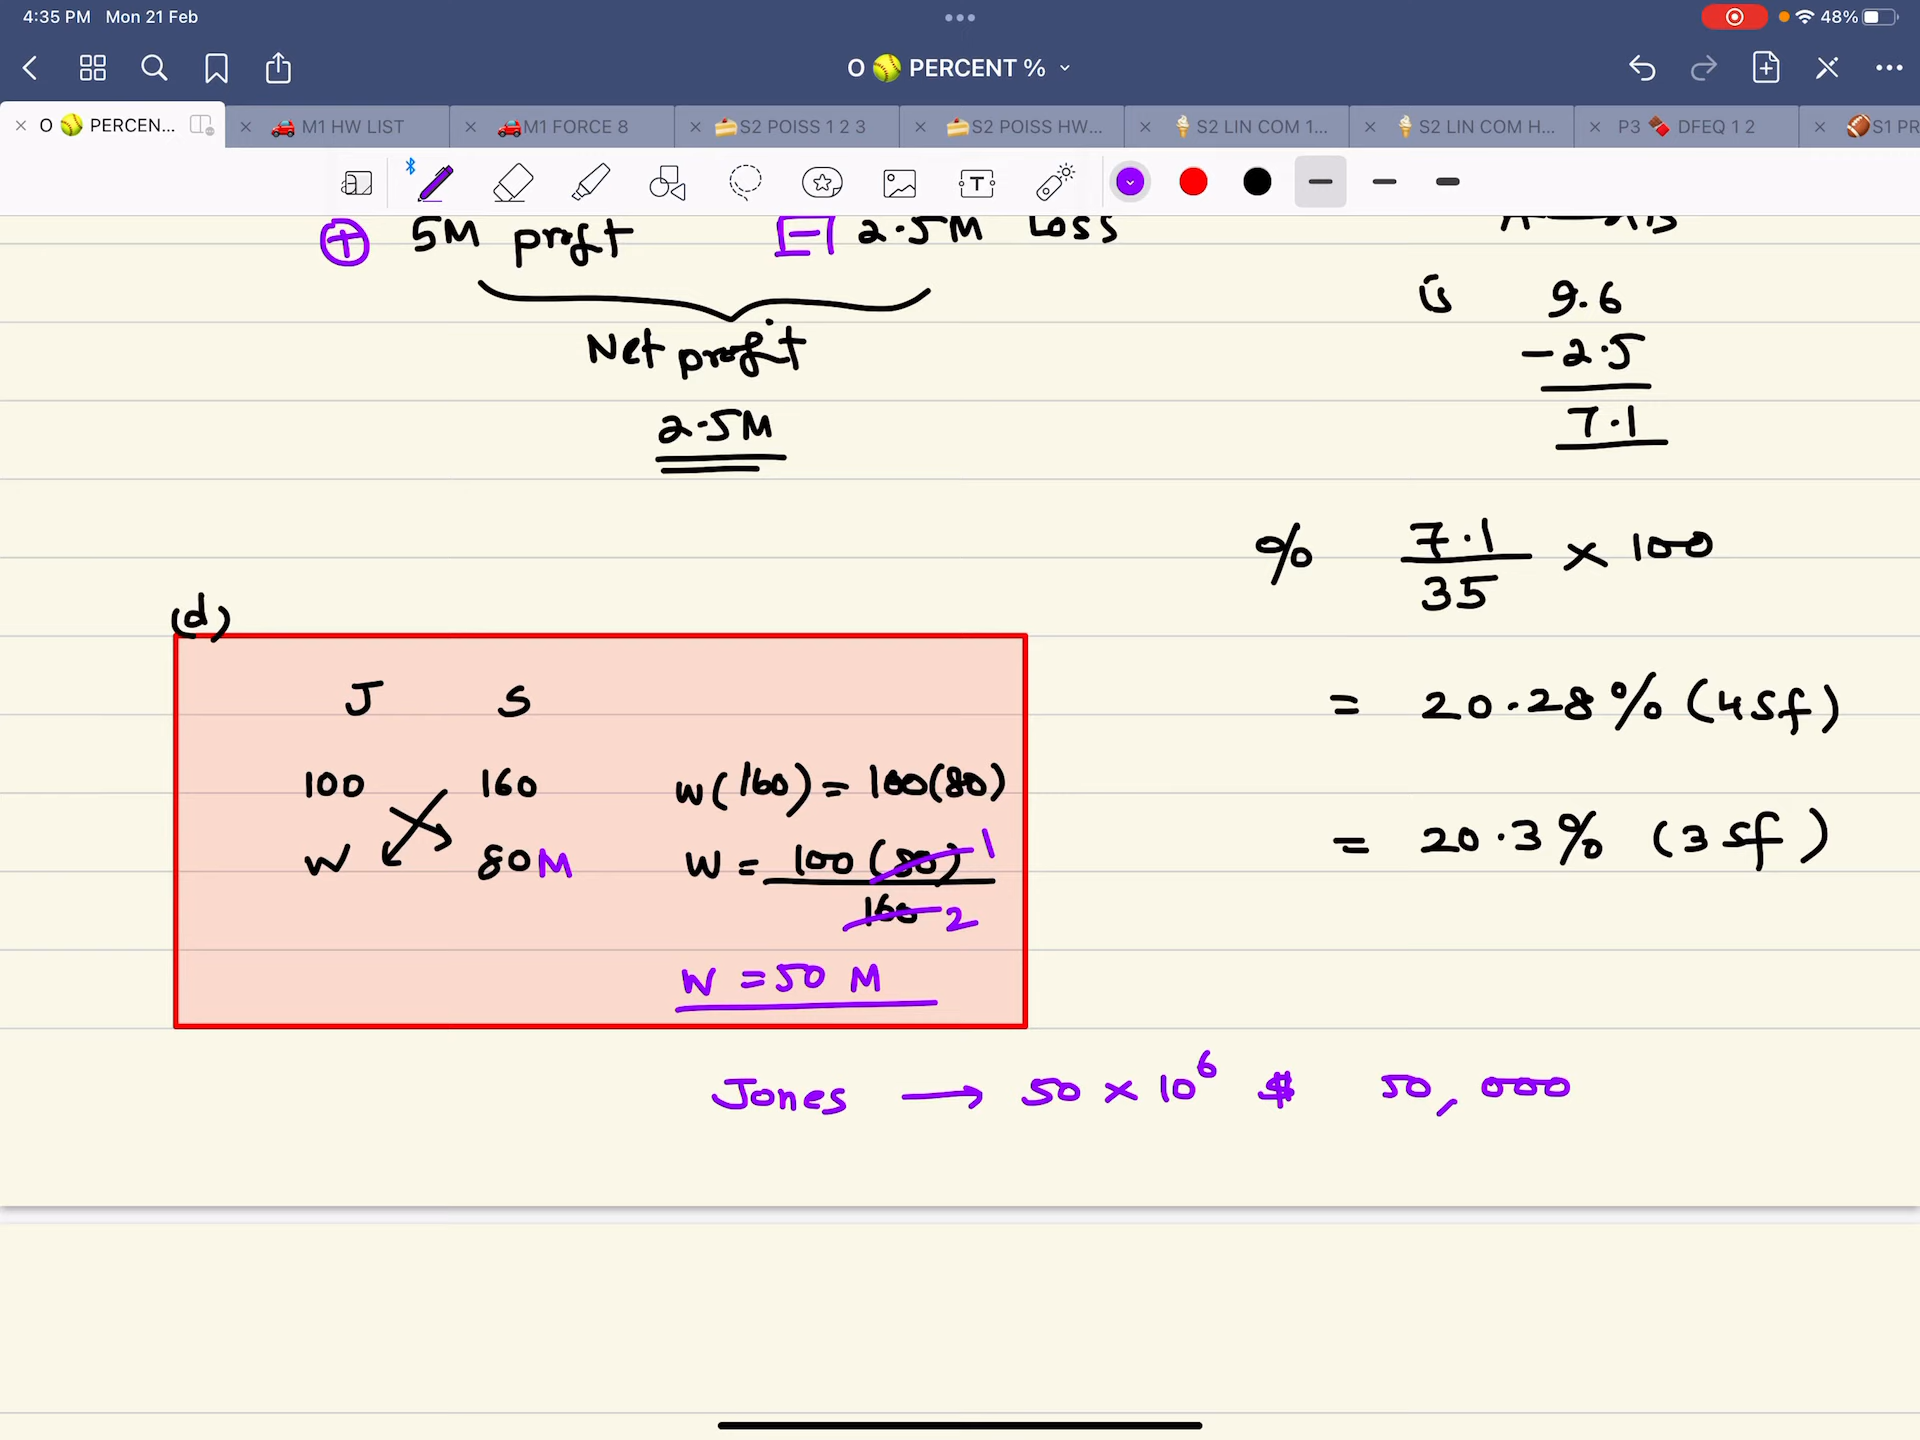 4:35 PM Mon 21 Feb
48%
O 🥎 PERCENT %
O 🥎 PERCEN...
🚗 M1 HW LIST
🚗M1 FORCE 8
🍰S2 POISS 1 2 3
🍰S2 POISS HW...
🍦S2 LIN COM 1...
🍦S2 LIN COM H...
P3 🍫 DFEQ 1 2
🏈S1 PR
+ 5M profit - 2.5M Loss
Net profit
2.5M
is 9.6
-2.5
7.1
% 7.1/35 × 100
= 20.28% (4sf)
= 20.3% (3sf)
(d)
J S
100 160 W(160) = 100(80)
W 80M W = 100(80) 1
160 2
W = 50 M
Jones → 50 × 10⁶ $ 50,000